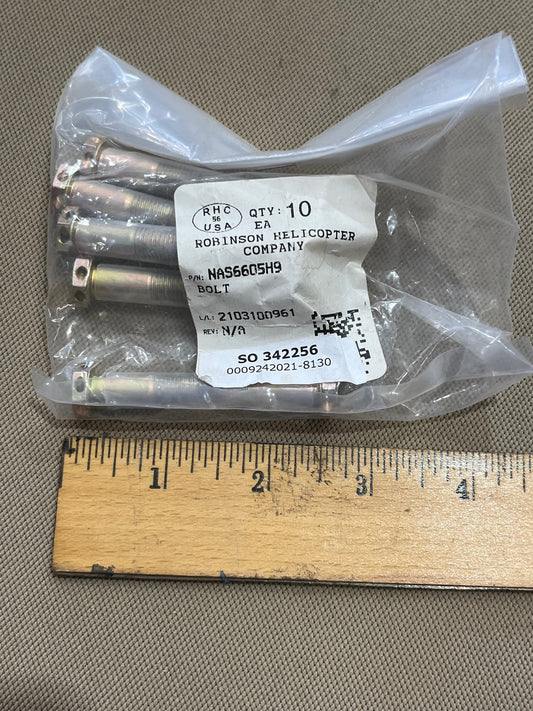 RHC
56
USA
QTY: 10
EA
ROBINSON HELICOPTER
COMPANY
P/N: NAS6605H9
BOLT
L/L: 2103100961
REV: N/A
SO 342256
0009242021-8130
1 2 3 4